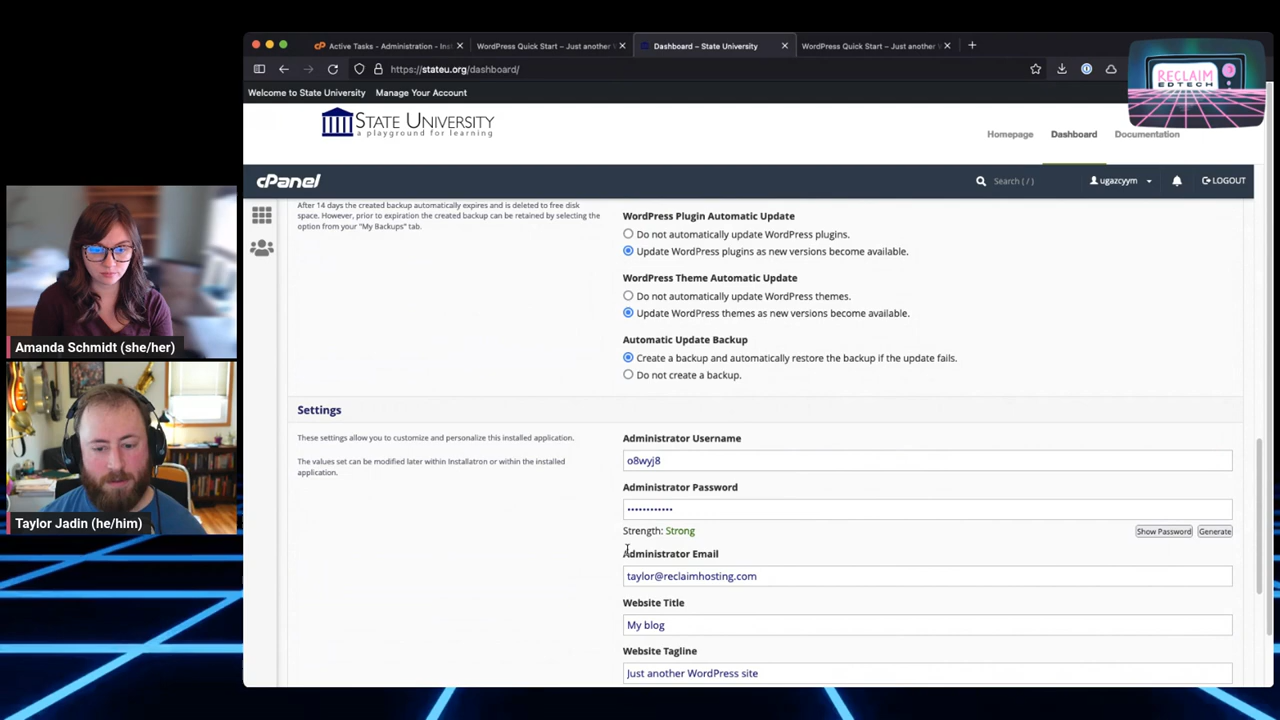 Active Tasks - Administration - Ins
WordPress Quick Start – Just another
Dashboard – State University
WordPress Quick Start – Just another
https://stateu.org/dashboard/
RECLAIM
EDTECH
Welcome to State University
Manage Your Account
STATE UNIVERSITY
a playground for learning
Homepage
Dashboard
Documentation
cPanel
Search ( / )
ugazcyym
LOGOUT
After 14 days the created backup automatically expires and is deleted to free disk
space. However, prior to expiration the created backup can be retained by selecting the
option from your "My Backups" tab.
WordPress Plugin Automatic Update
Do not automatically update WordPress plugins.
Update WordPress plugins as new versions become available.
WordPress Theme Automatic Update
Do not automatically update WordPress themes.
Update WordPress themes as new versions become available.
Automatic Update Backup
Create a backup and automatically restore the backup if the update fails.
Do not create a backup.
Settings
These settings allow you to customize and personalize this installed application.
The values set can be modified later within Installatron or within the installed
application.
Administrator Username
o8wyj8
Administrator Password
••••••••••••
Strength: Strong
Show Password
Generate
Administrator Email
taylor@reclaimhosting.com
Website Title
My blog
Website Tagline
Just another WordPress site
Amanda Schmidt (she/her)
Taylor Jadin (he/him)